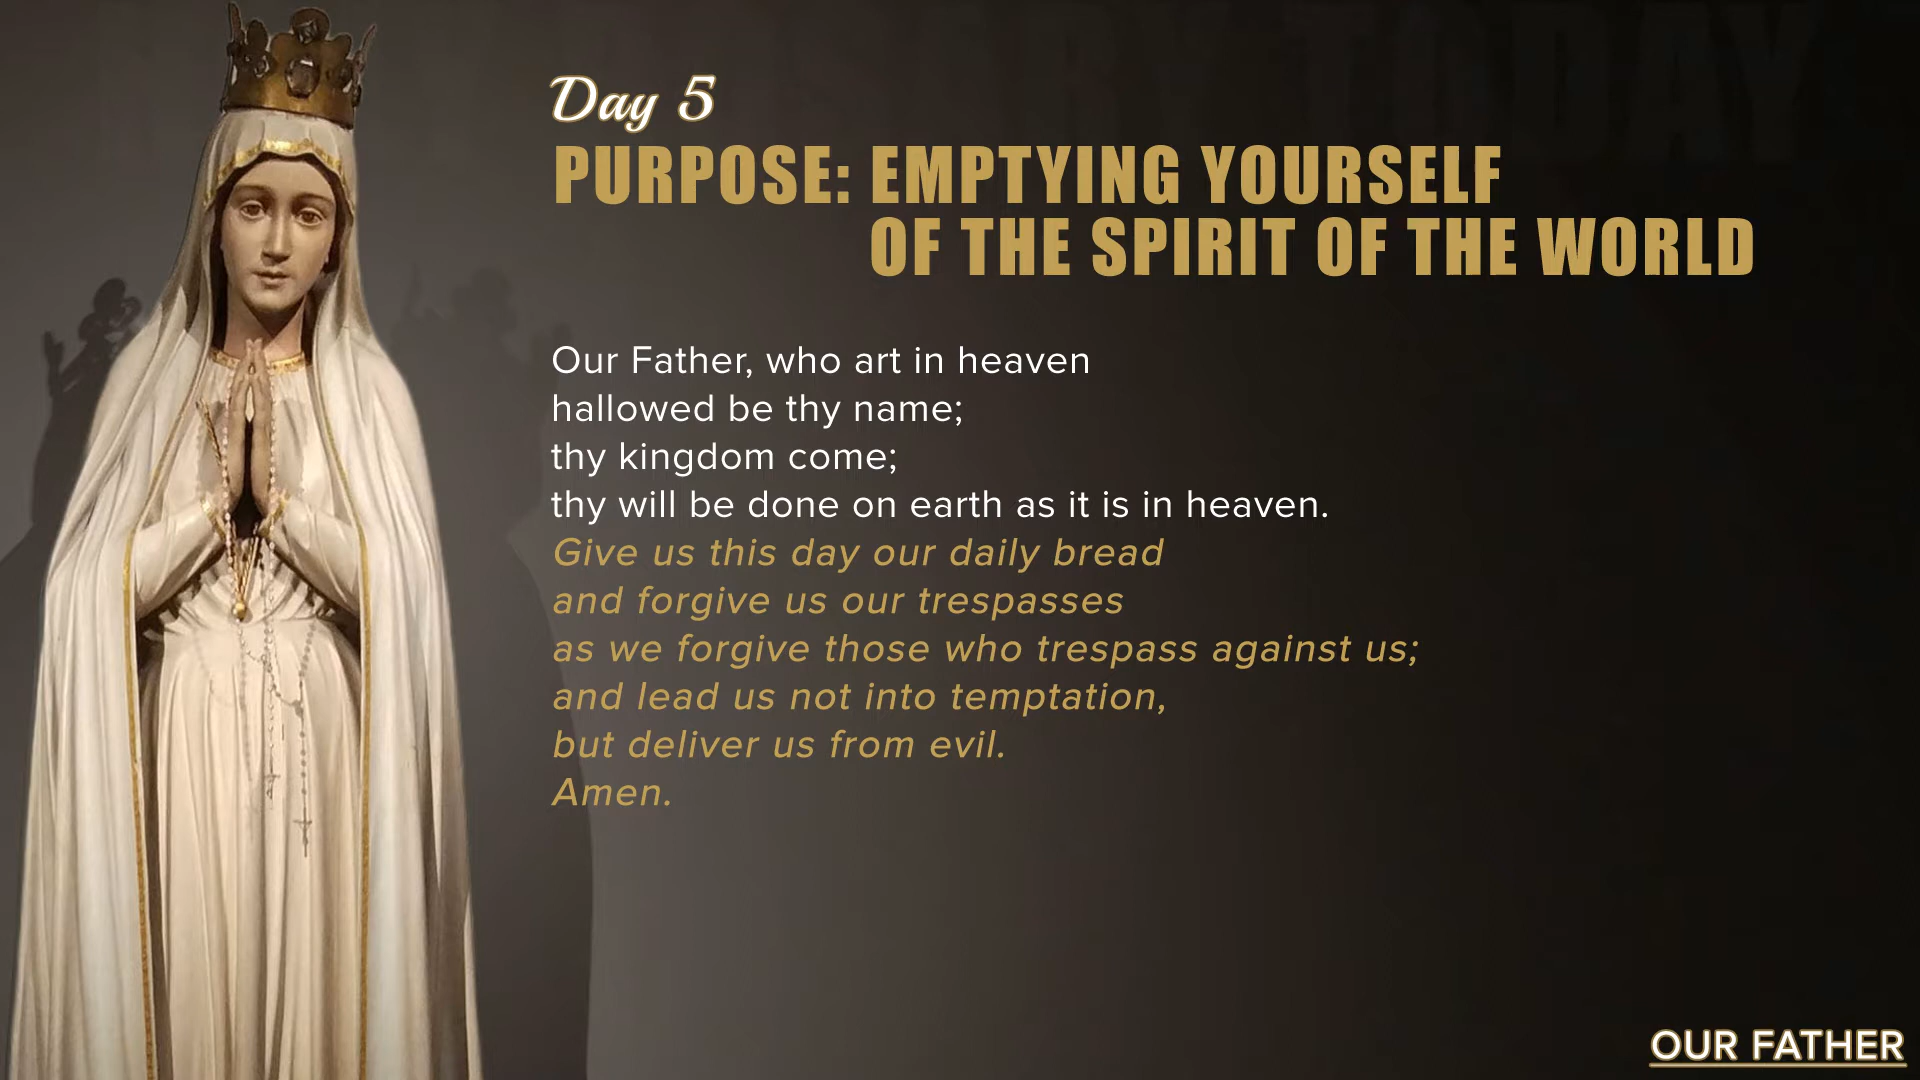 Day 5
PURPOSE: EMPTYING YOURSELF
OF THE SPIRIT OF THE WORLD
Our Father, who art in heaven
hallowed be thy name;
thy kingdom come;
thy will be done on earth as it is in heaven.
Give us this day our daily bread
and forgive us our trespasses
as we forgive those who trespass against us;
and lead us not into temptation,
but deliver us from evil.
Amen.
OUR FATHER